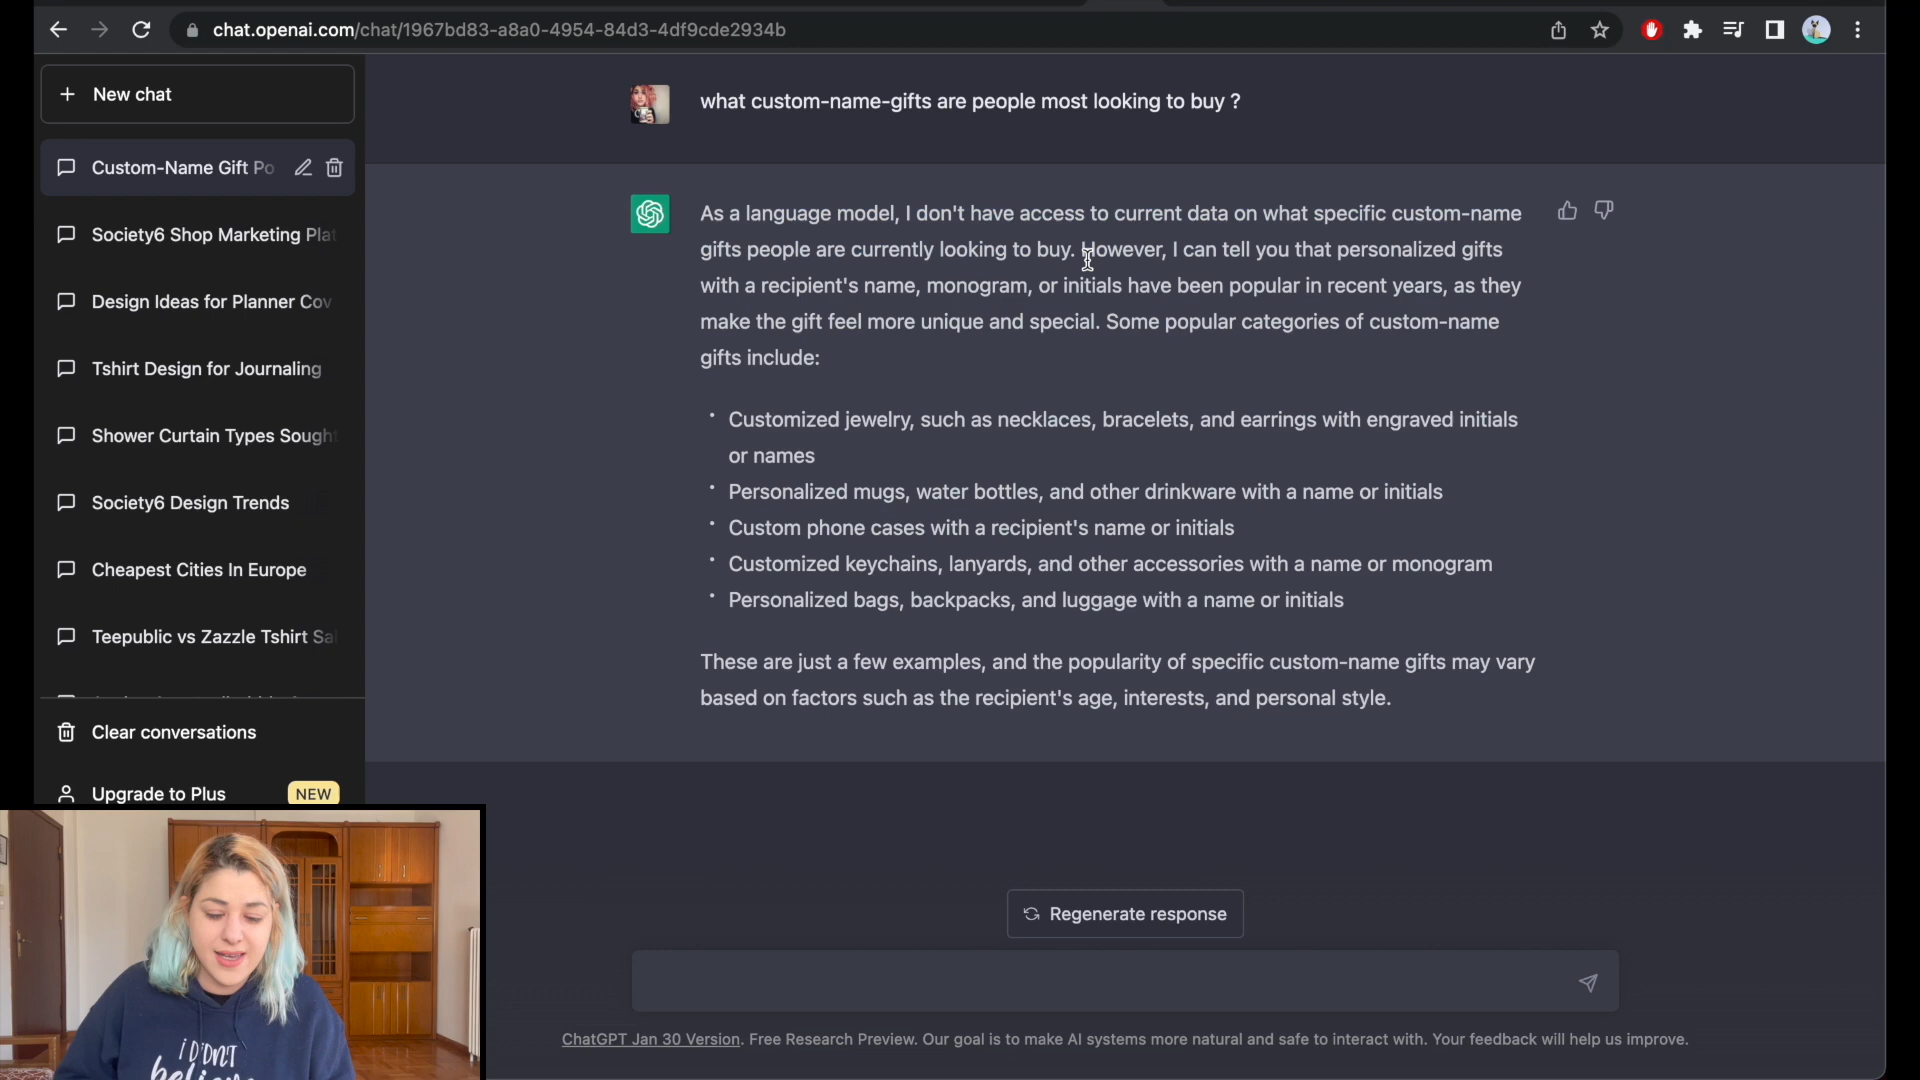 chat.openai.com/chat/1967bd83-a8a0-4954-84d3-4df9cde2934b
New chat
Custom-Name Gift Po
Society6 Shop Marketing Plat
Design Ideas for Planner Cov
Tshirt Design for Journaling
Shower Curtain Types Sought
Society6 Design Trends
Cheapest Cities In Europe
Teepublic vs Zazzle Tshirt Sal
Clear conversations
Upgrade to Plus NEW
what custom-name-gifts are people most looking to buy ?
As a language model, I don't have access to current data on what specific custom-name
gifts people are currently looking to buy. However, I can tell you that personalized gifts
with a recipient's name, monogram, or initials have been popular in recent years, as they
make the gift feel more unique and special. Some popular categories of custom-name
gifts include:
• Customized jewelry, such as necklaces, bracelets, and earrings with engraved initials
or names
• Personalized mugs, water bottles, and other drinkware with a name or initials
• Custom phone cases with a recipient's name or initials
• Customized keychains, lanyards, and other accessories with a name or monogram
• Personalized bags, backpacks, and luggage with a name or initials
These are just a few examples, and the popularity of specific custom-name gifts may vary
based on factors such as the recipient's age, interests, and personal style.
Regenerate response
ChatGPT Jan 30 Version. Free Research Preview. Our goal is to make AI systems more natural and safe to interact with. Your feedback will help us improve.
I DIDN'T